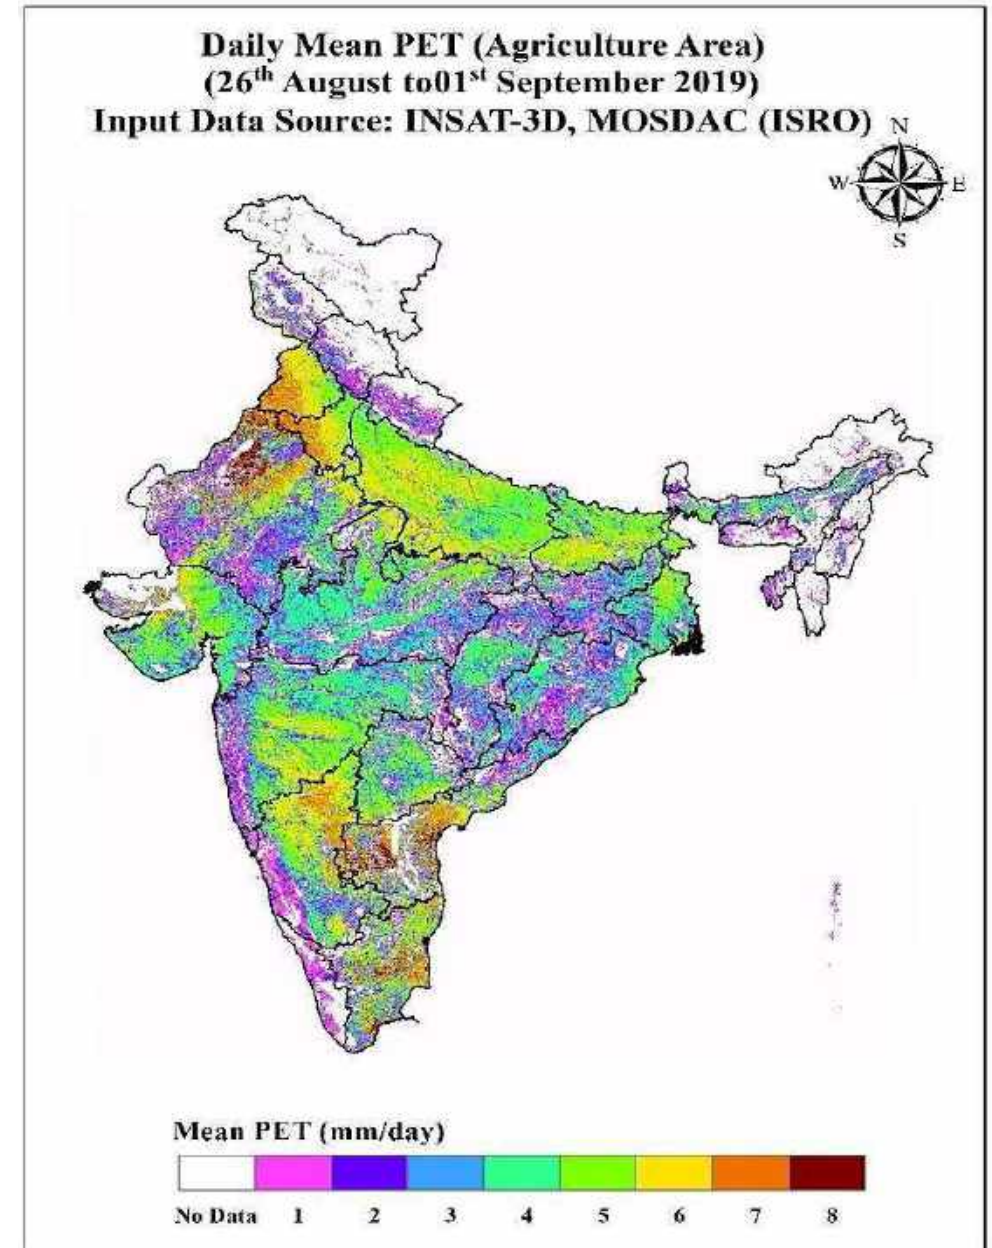 Daily Mean PET (Agriculture Area)
(26th August to01st September 2019)
Input Data Source: INSAT-3D, MOSDAC (ISRO)
N
W E
S
Mean PET (mm/day)
No Data 1 2 3 4 5 6 7 8